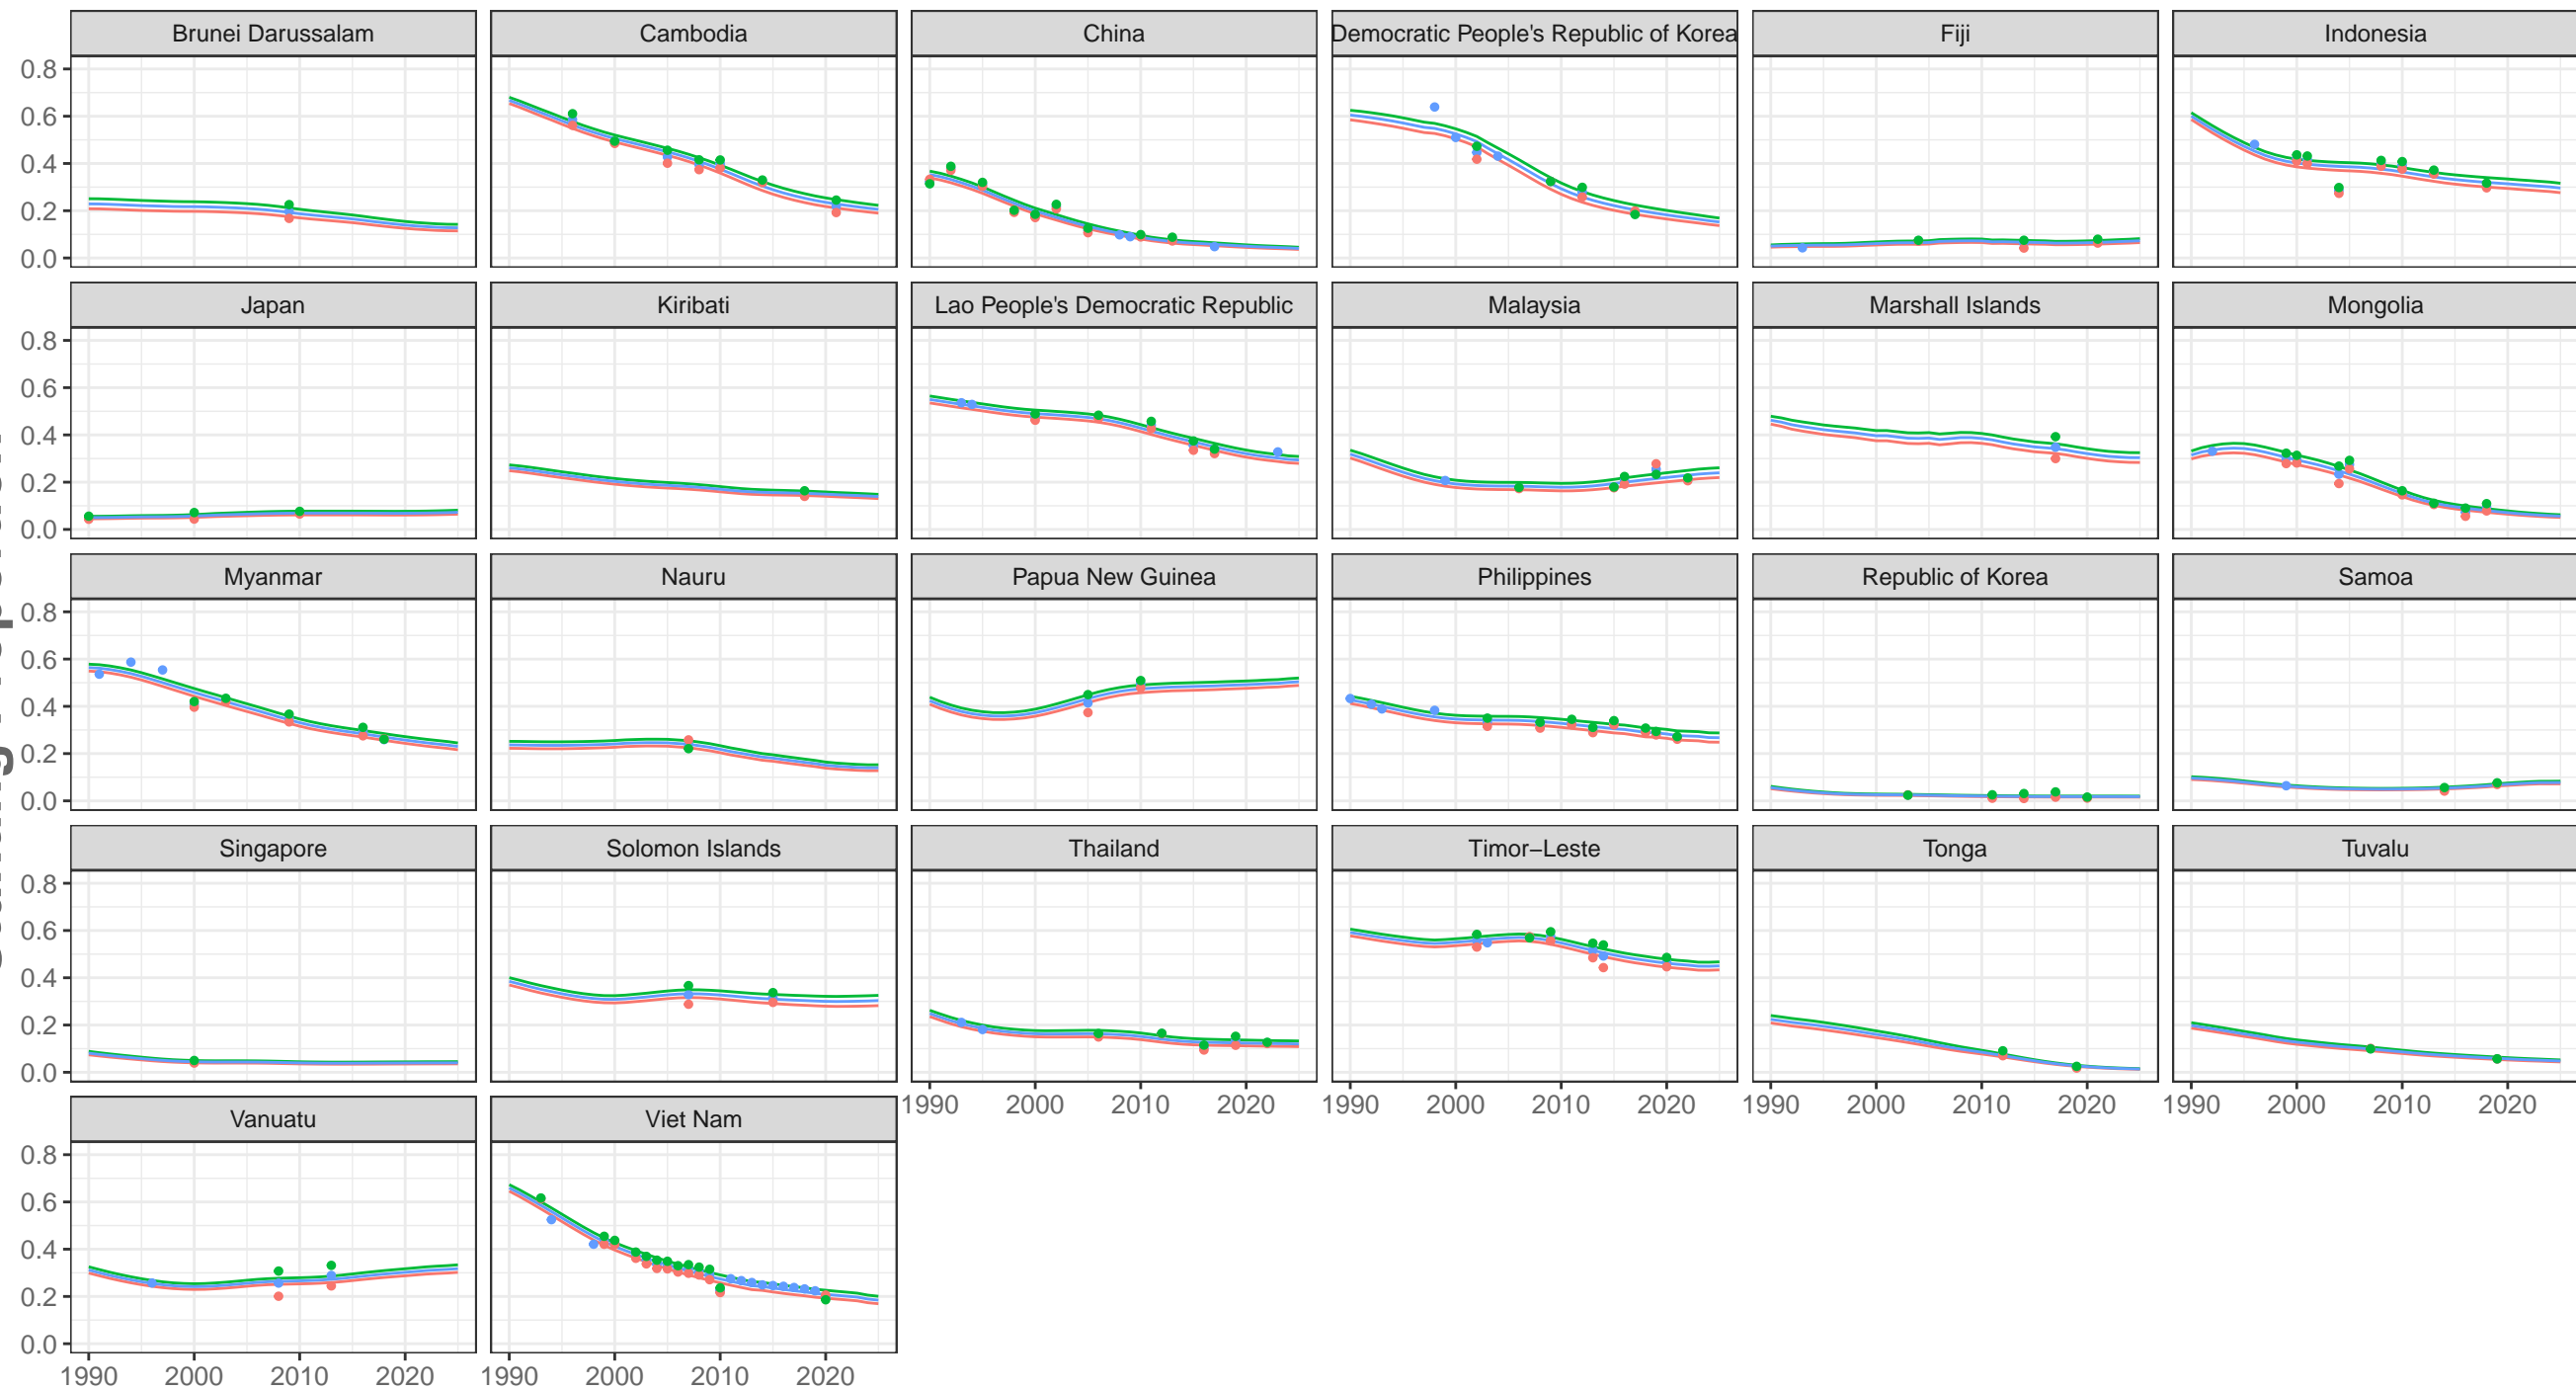 Brunei Darussalam
Cambodia
China
Democratic People's Republic of Korea
Fiji
Indonesia
0.8
0.6
0.4
0.2
0.0
Japan
Kiribati
Lao People's Democratic Republic
Malaysia
Marshall Islands
Mongolia
0.8
0.6
0.4
0.2
0.0
Myanmar
Nauru
Papua New Guinea
Philippines
Republic of Korea
Samoa
0.8
0.6
0.4
0.2
0.0
Singapore
Solomon Islands
Thailand
Timor−Leste
Tonga
Tuvalu
0.8
0.6
0.4
0.2
0.0
1990 2000 2010 2020
1990 2000 2010 2020
1990 2000 2010 2020
1990 2000 2010 2020
Vanuatu
Viet Nam
0.8
0.6
0.4
0.2
0.0
1990 2000 2010 2020
1990 2000 2010 2020